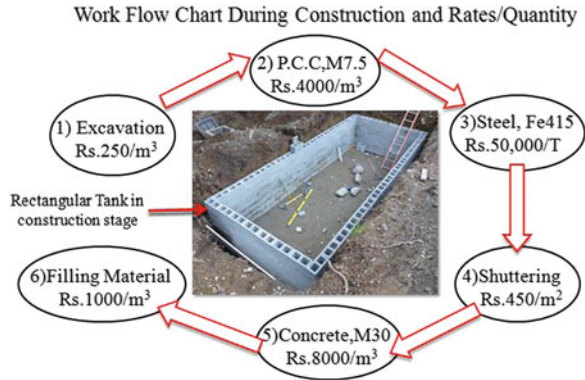 Work Flow Chart During Construction and Rates/Quantity
1) Excavation
Rs.250/m³
2) P.C.C,M7.5
Rs.4000/m³
3)Steel, Fe415
Rs.50,000/T
4)Shuttering
Rs.450/m²
5)Concrete,M30
Rs.8000/m³
6)Filling Material
Rs.1000/m³
Rectangular Tank in
construction stage